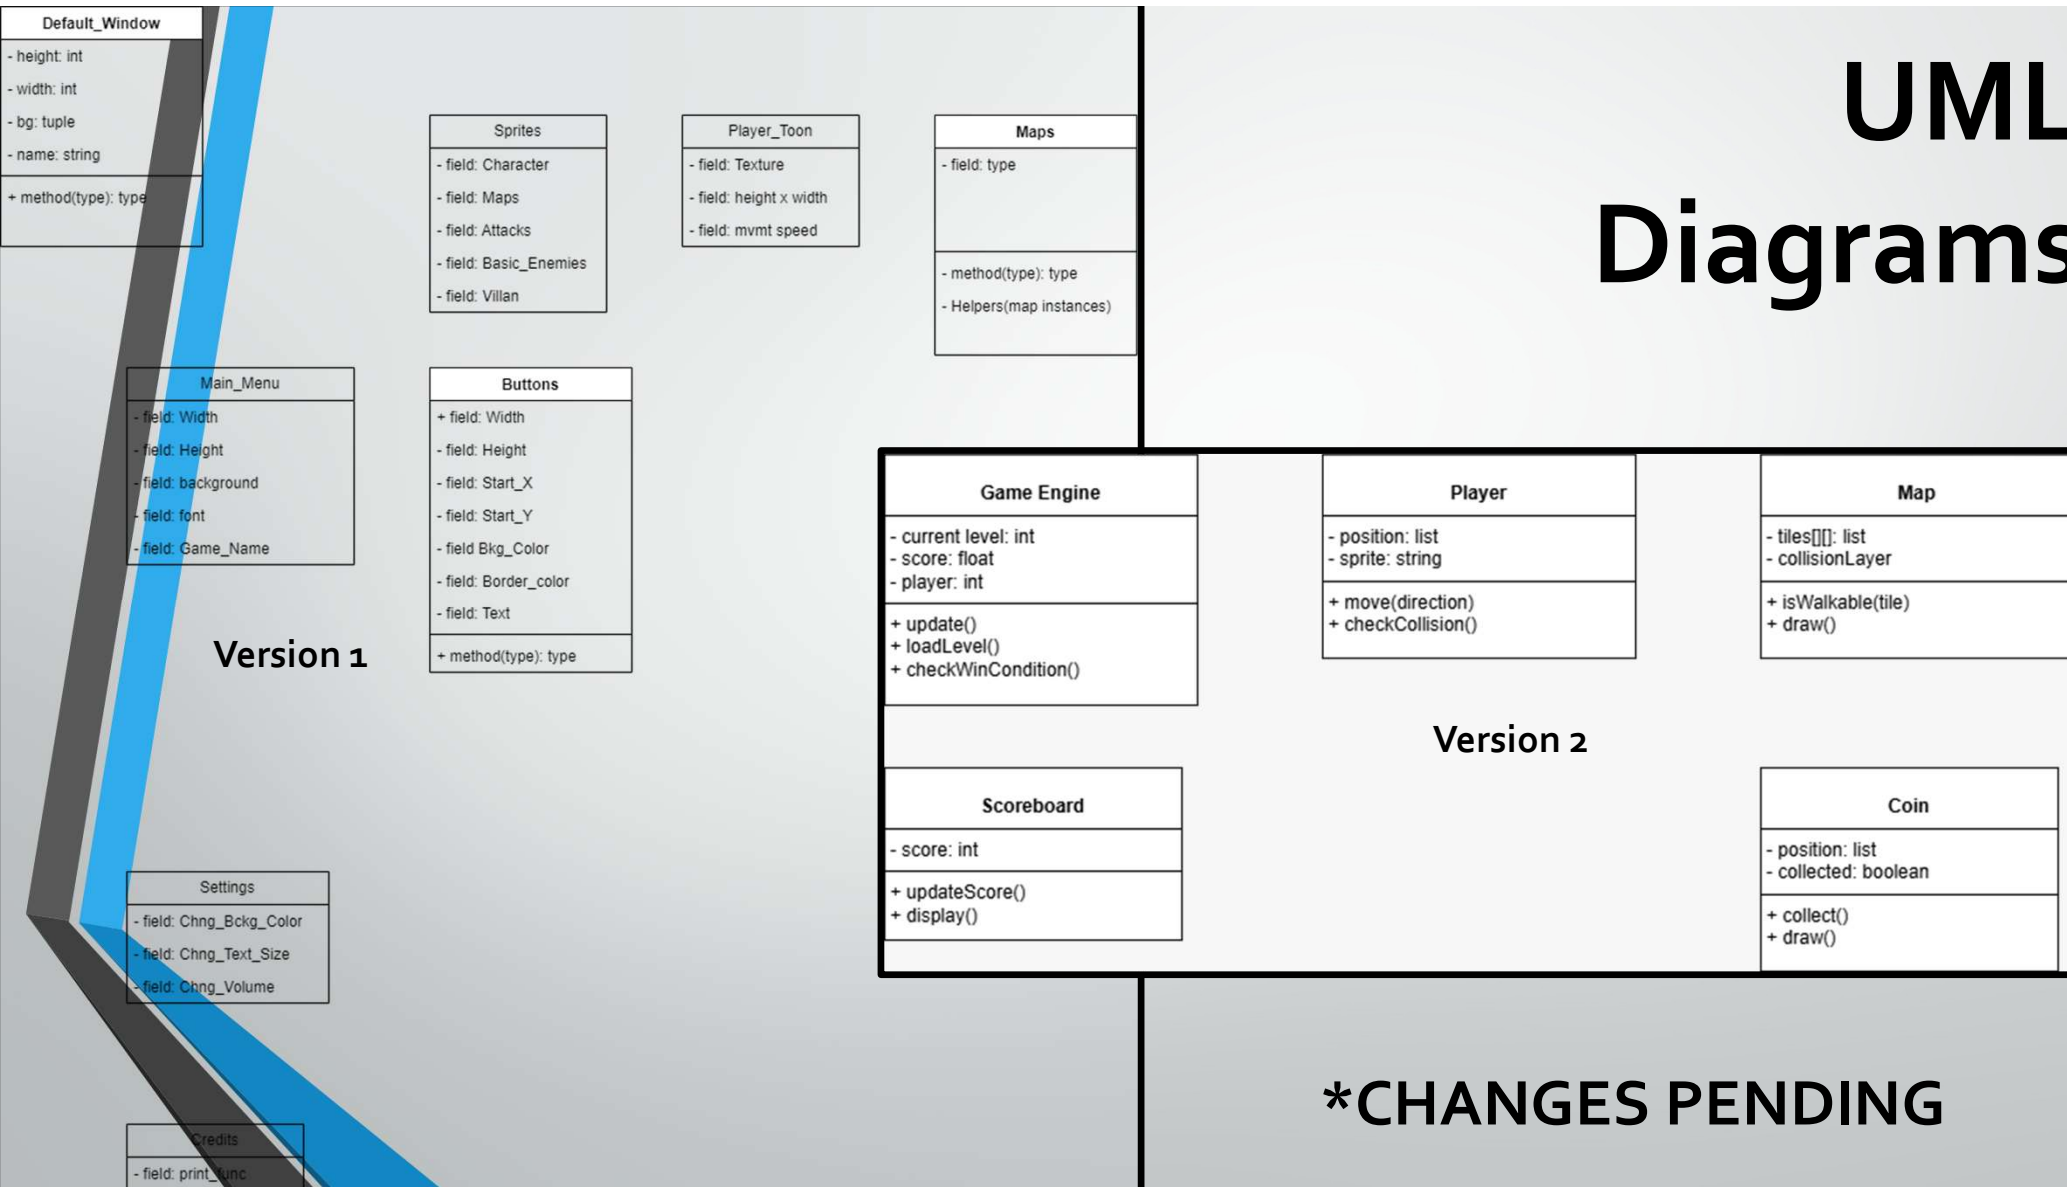 UML
Diagrams
Default_Window
- height: int
- width: int
- bg: tuple
- name: string
+ method(type): type
Sprites
- field: Character
- field: Maps
- field: Attacks
- field: Basic_Enemies
- field: Villan
Player_Toon
- field: Texture
- field: height x width
- field: mvmt speed
Maps
- field: type
- method(type): type
- Helpers(map instances)
Main_Menu
- field: Width
- field: Height
- field: background
- field: font
- field: Game_Name
Buttons
+ field: Width
- field: Height
- field: Start_X
- field: Start_Y
- field Bkg_Color
- field: Border_color
- field: Text
+ method(type): type
Version 1
Settings
- field: Chng_Bckg_Color
- field: Chng_Text_Size
- field: Chng_Volume
Credits
- field: print_func
Game Engine
- current level: int
- score: float
- player: int
+ update()
+ loadLevel()
+ checkWinCondition()
Player
- position: list
- sprite: string
+ move(direction)
+ checkCollision()
Map
- tiles[][]: list
- collisionLayer
+ isWalkable(tile)
+ draw()
Version 2
Scoreboard
- score: int
+ updateScore()
+ display()
Coin
- position: list
- collected: boolean
+ collect()
+ draw()
*CHANGES PENDING